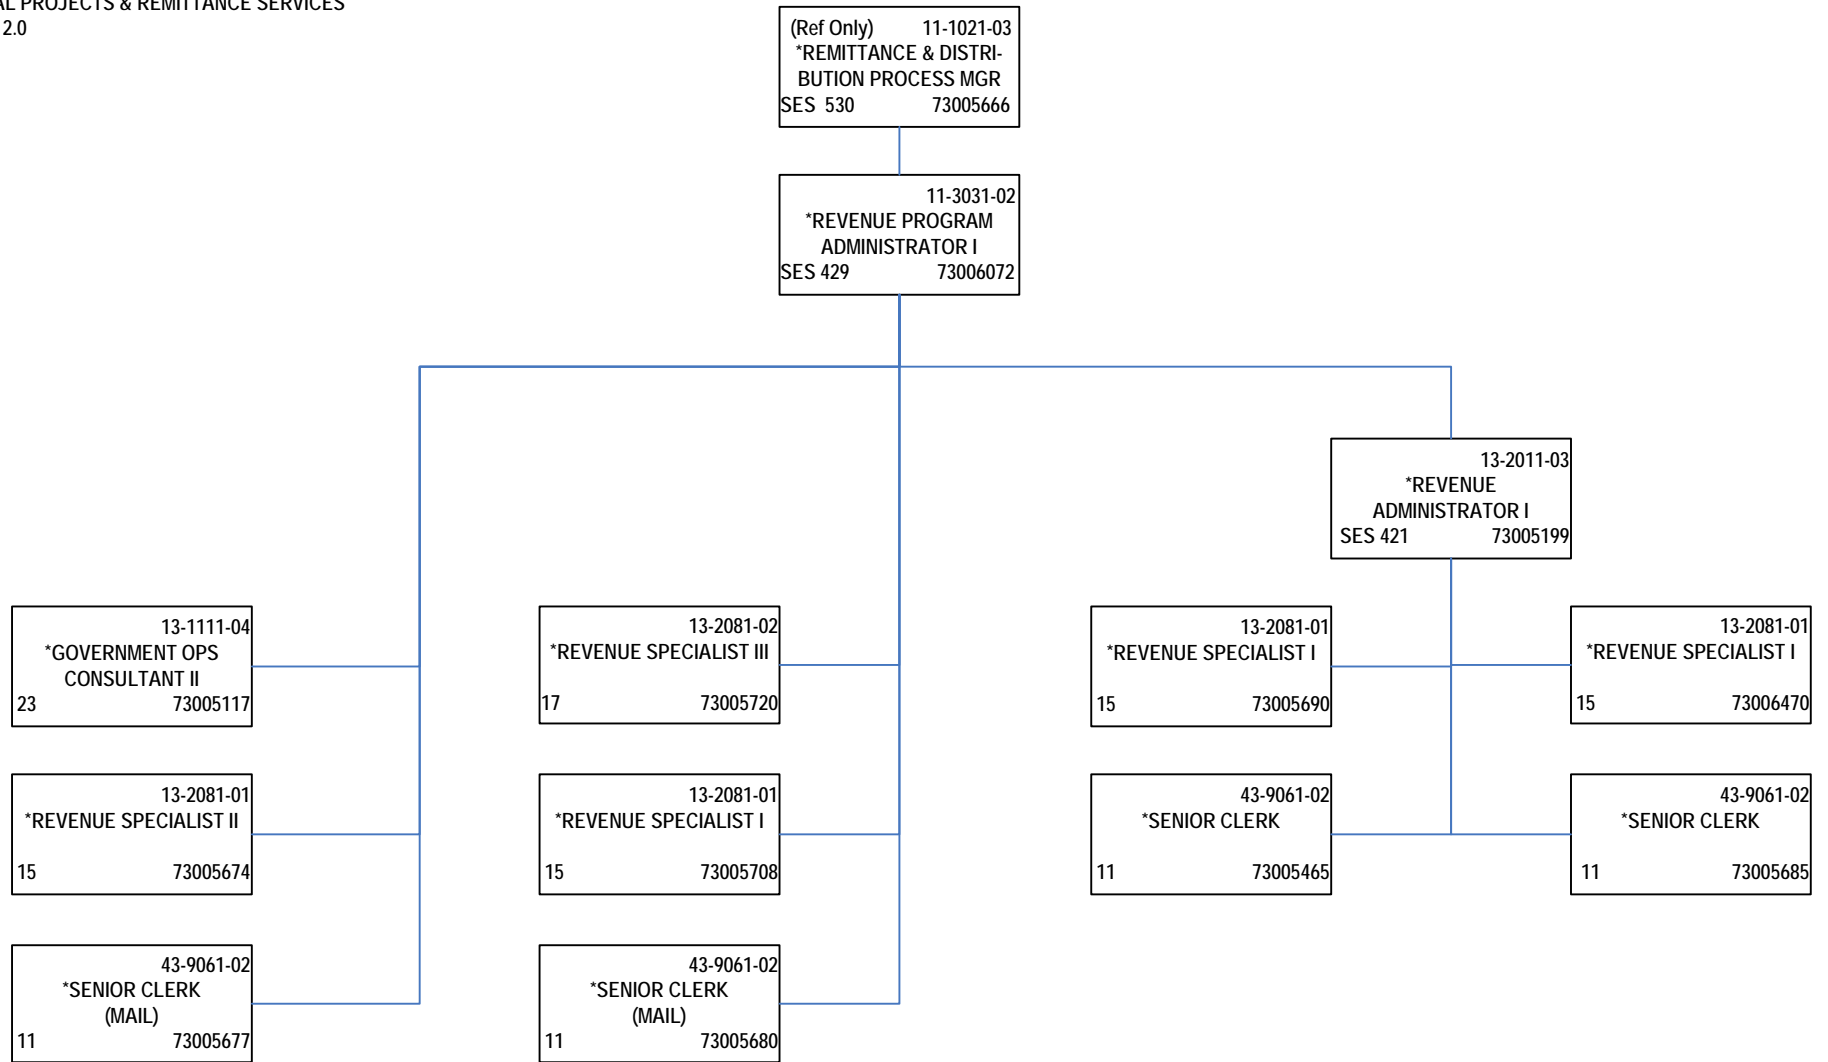 PROJECTS & REMITTANCE SERVICES
2.0
(Ref Only) 11-1021-03
*REMITTANCE & DISTRI-
BUTION PROCESS MGR
SES 530 73005666
11-3031-02
*REVENUE PROGRAM
ADMINISTRATOR I
SES 429 73006072
13-2011-03
*REVENUE
ADMINISTRATOR I
SES 421 73005199
13-1111-04
*GOVERNMENT OPS
CONSULTANT II
23 73005117
13-2081-02
*REVENUE SPECIALIST III
17 73005720
13-2081-01
*REVENUE SPECIALIST I
15 73005690
13-2081-01
*REVENUE SPECIALIST I
15 73006470
13-2081-01
*REVENUE SPECIALIST II
15 73005674
13-2081-01
*REVENUE SPECIALIST I
15 73005708
43-9061-02
*SENIOR CLERK
11 73005465
43-9061-02
*SENIOR CLERK
11 73005685
43-9061-02
*SENIOR CLERK
(MAIL)
11 73005677
43-9061-02
*SENIOR CLERK
(MAIL)
11 73005680